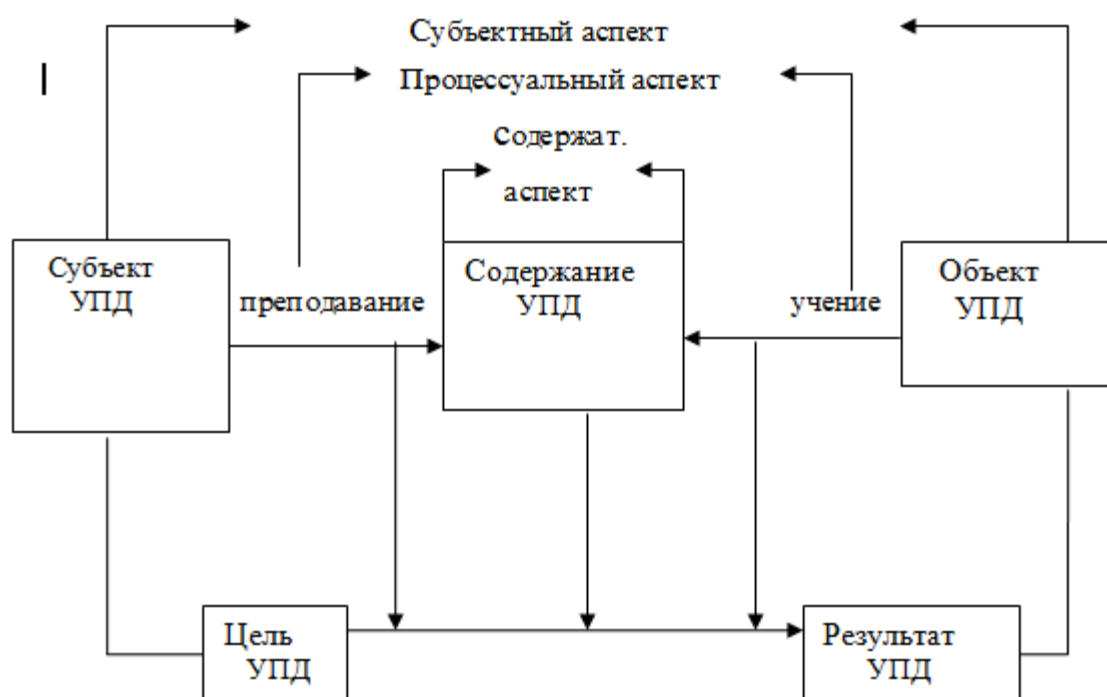 Субъектный аспект
Процессуальный аспект
Содержат.
аспект
Субъект
УПД
преподавание
Содержание
УПД
учение
Объект
УПД
Цель
УПД
Результат
УПД